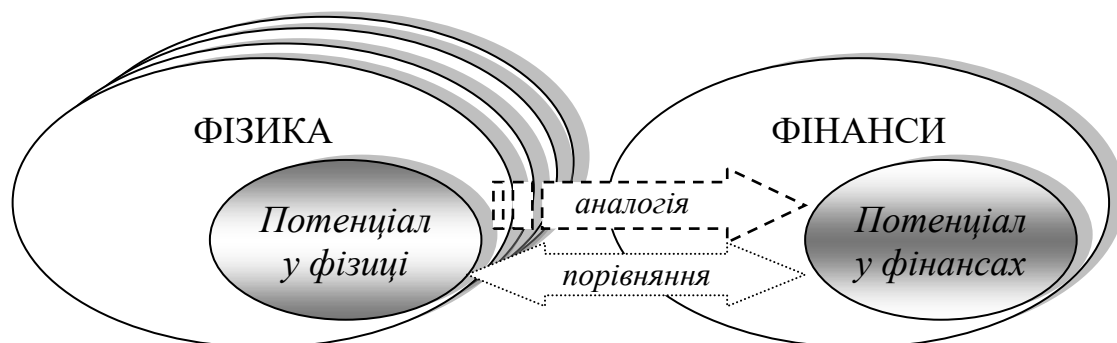 ФІЗИКА
ФІНАНСИ
аналогія
Потенціал
у фізиці
Потенціал
у фінансах
порівняння